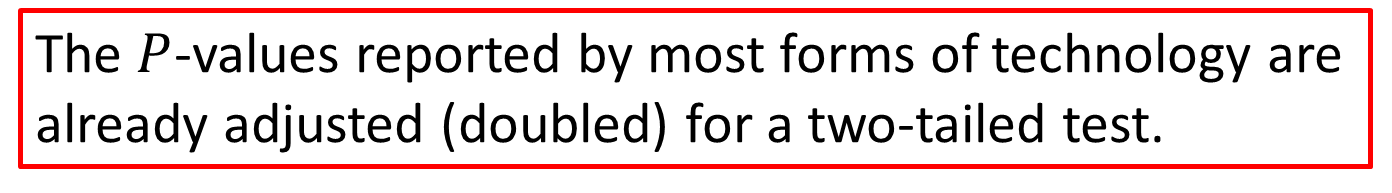 The P-values reported by most forms of technology are
already adjusted (doubled) for a two-tailed test.